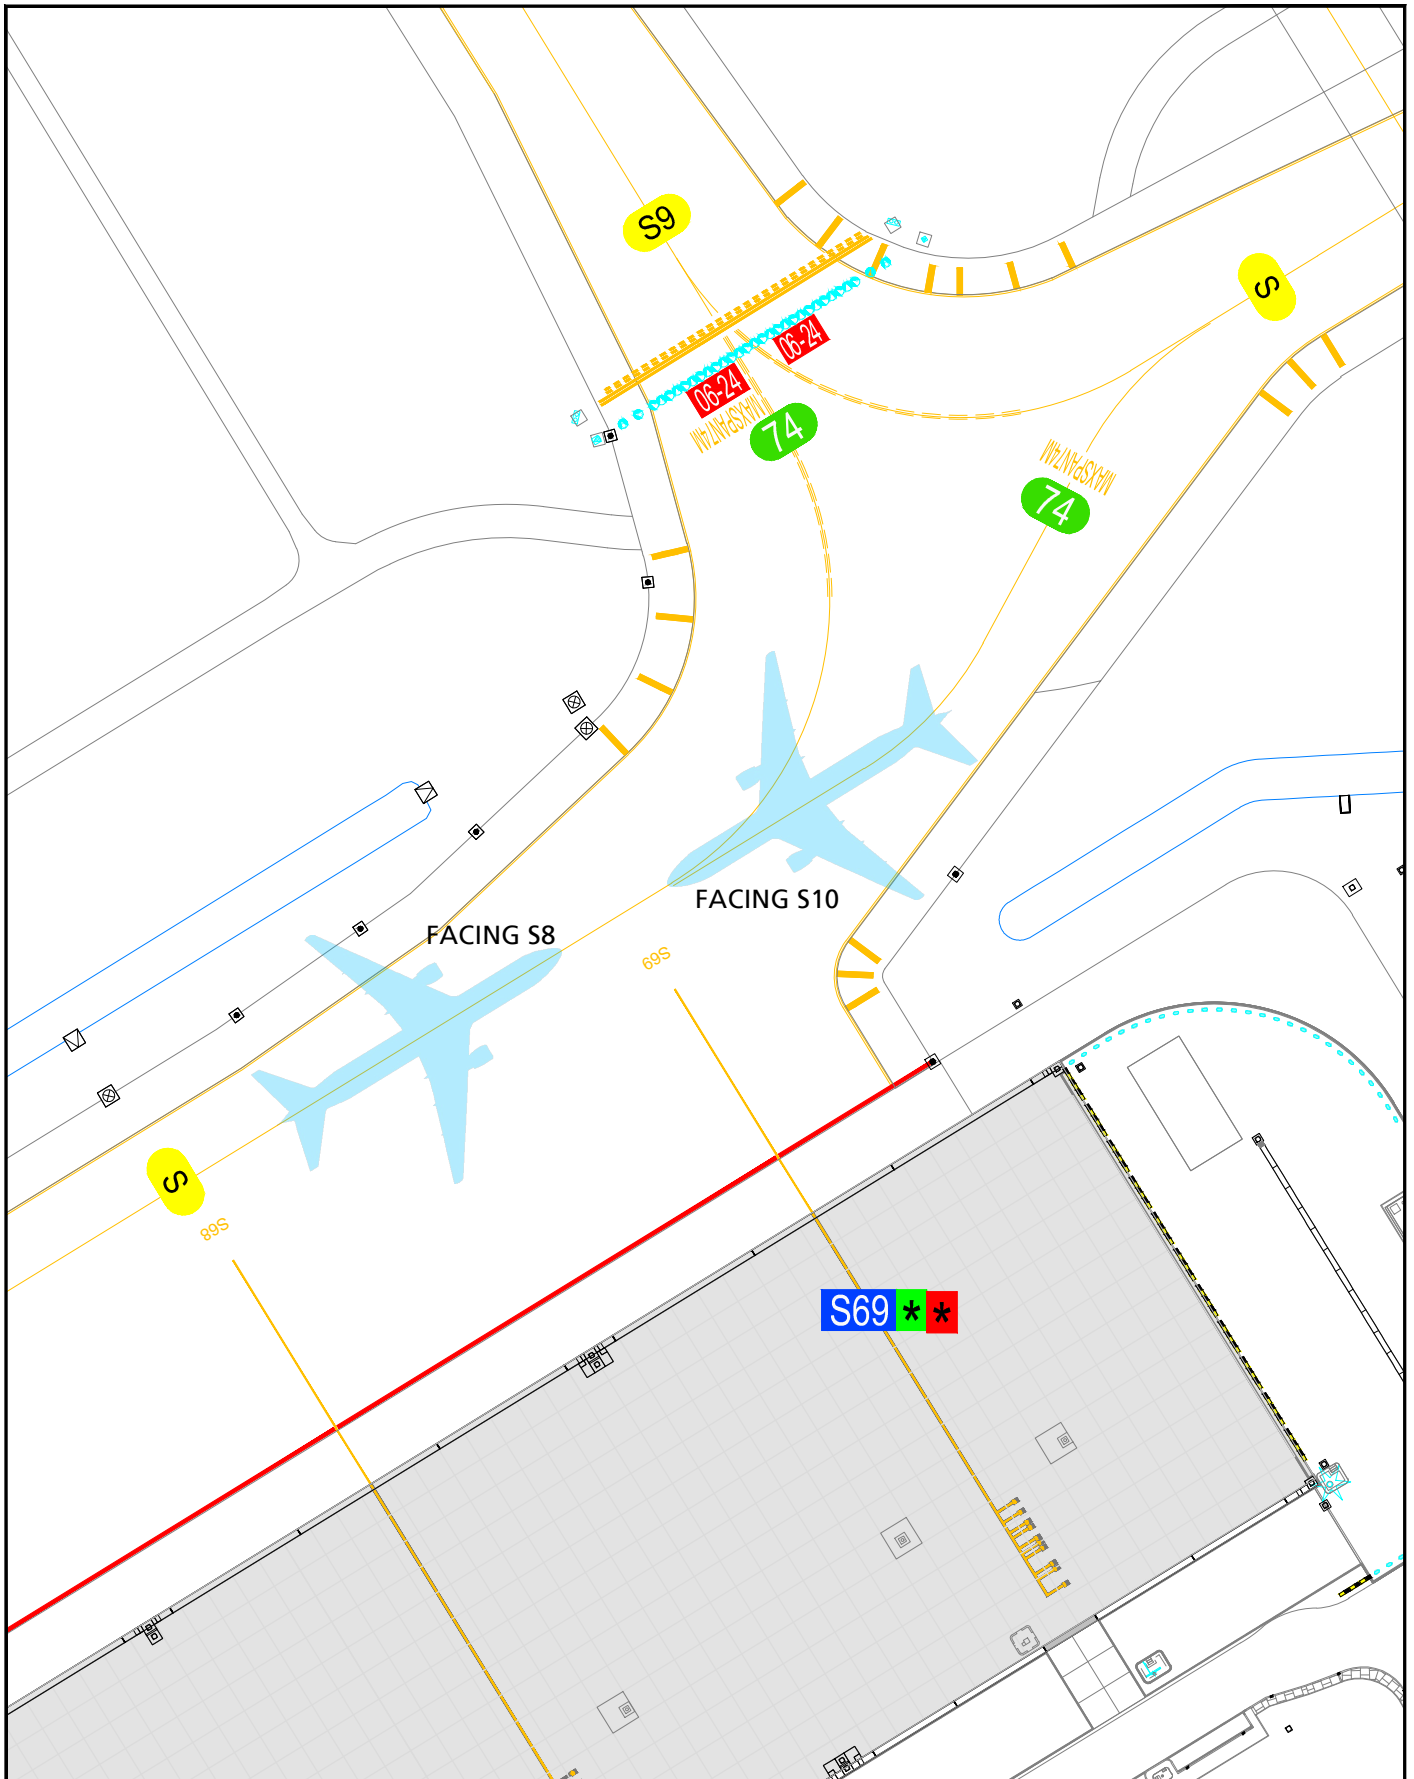 S9
S
06-24
06-24
MAXSPAN74M
74
MAXSPAN74M
74
FACING S10
FACING S8
S69
S
S68
S69 * *